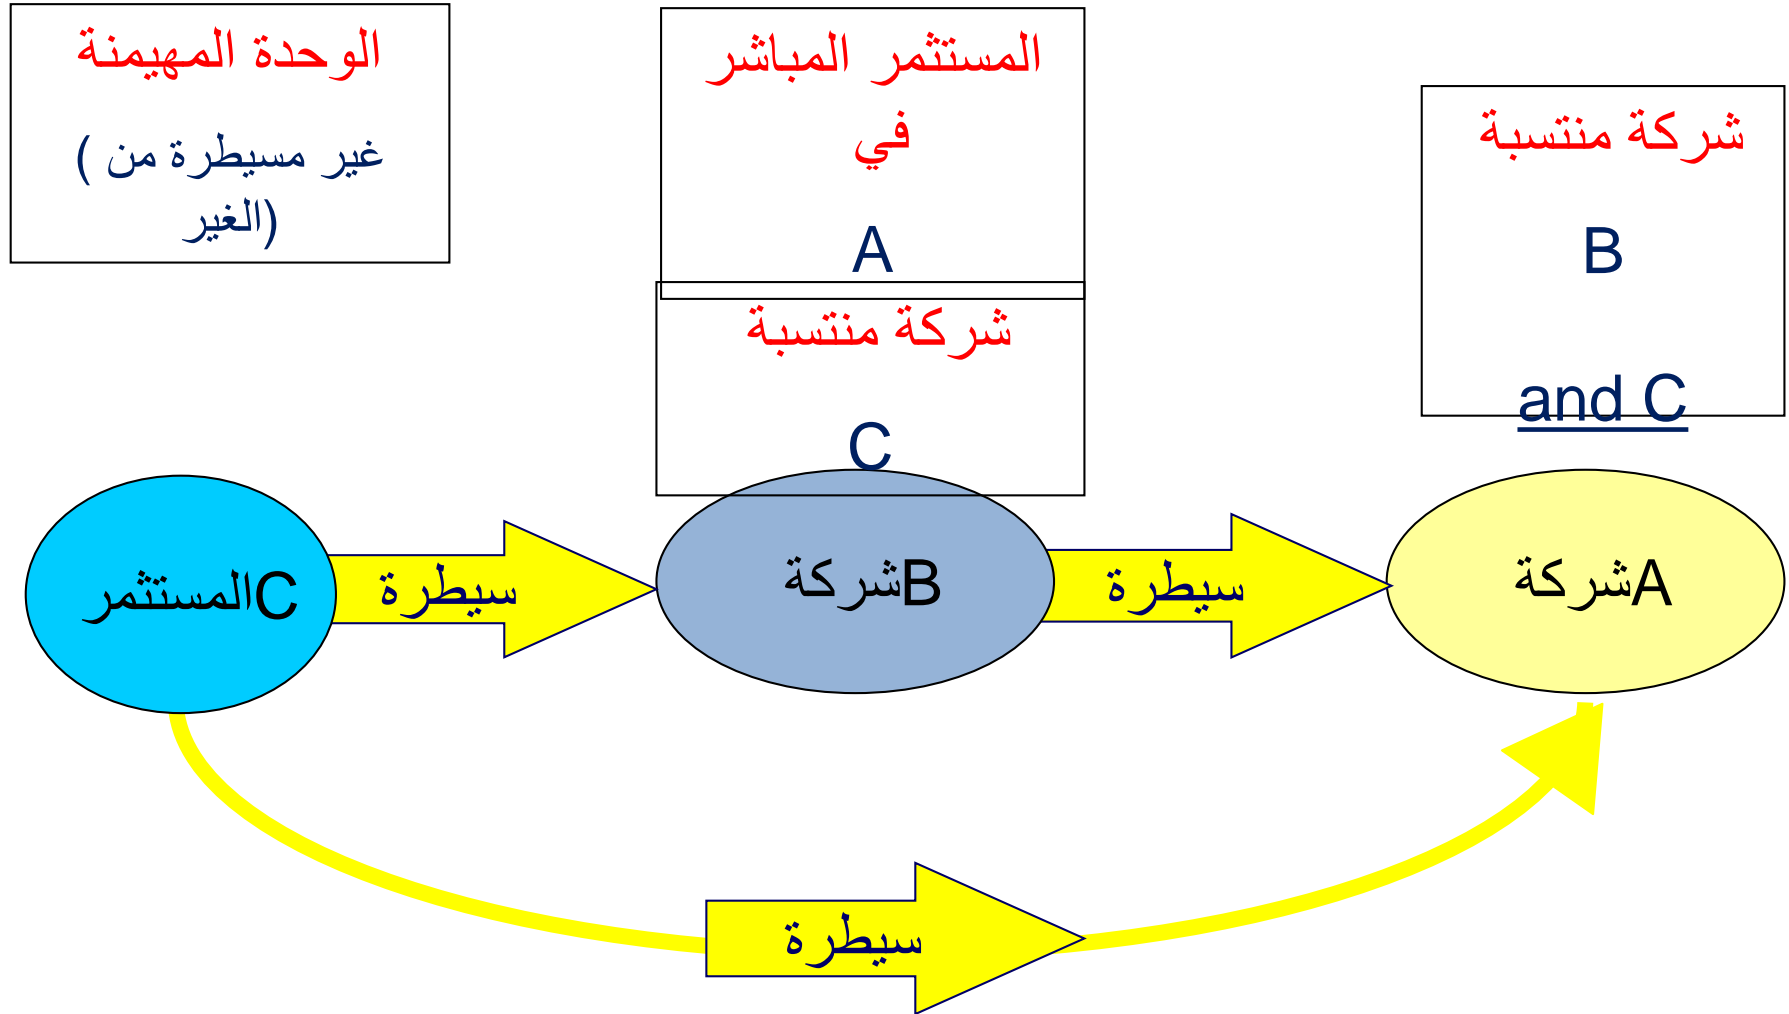 الوحدة المهيمنة
( غير مسيطرة من
الغير)
المستثمر المباشر
في
A
شركة منتسبة
C
شركة منتسبة
B
and C
المستثمرC
سيطرة
شركةB
سيطرة
شركةA
سيطرة